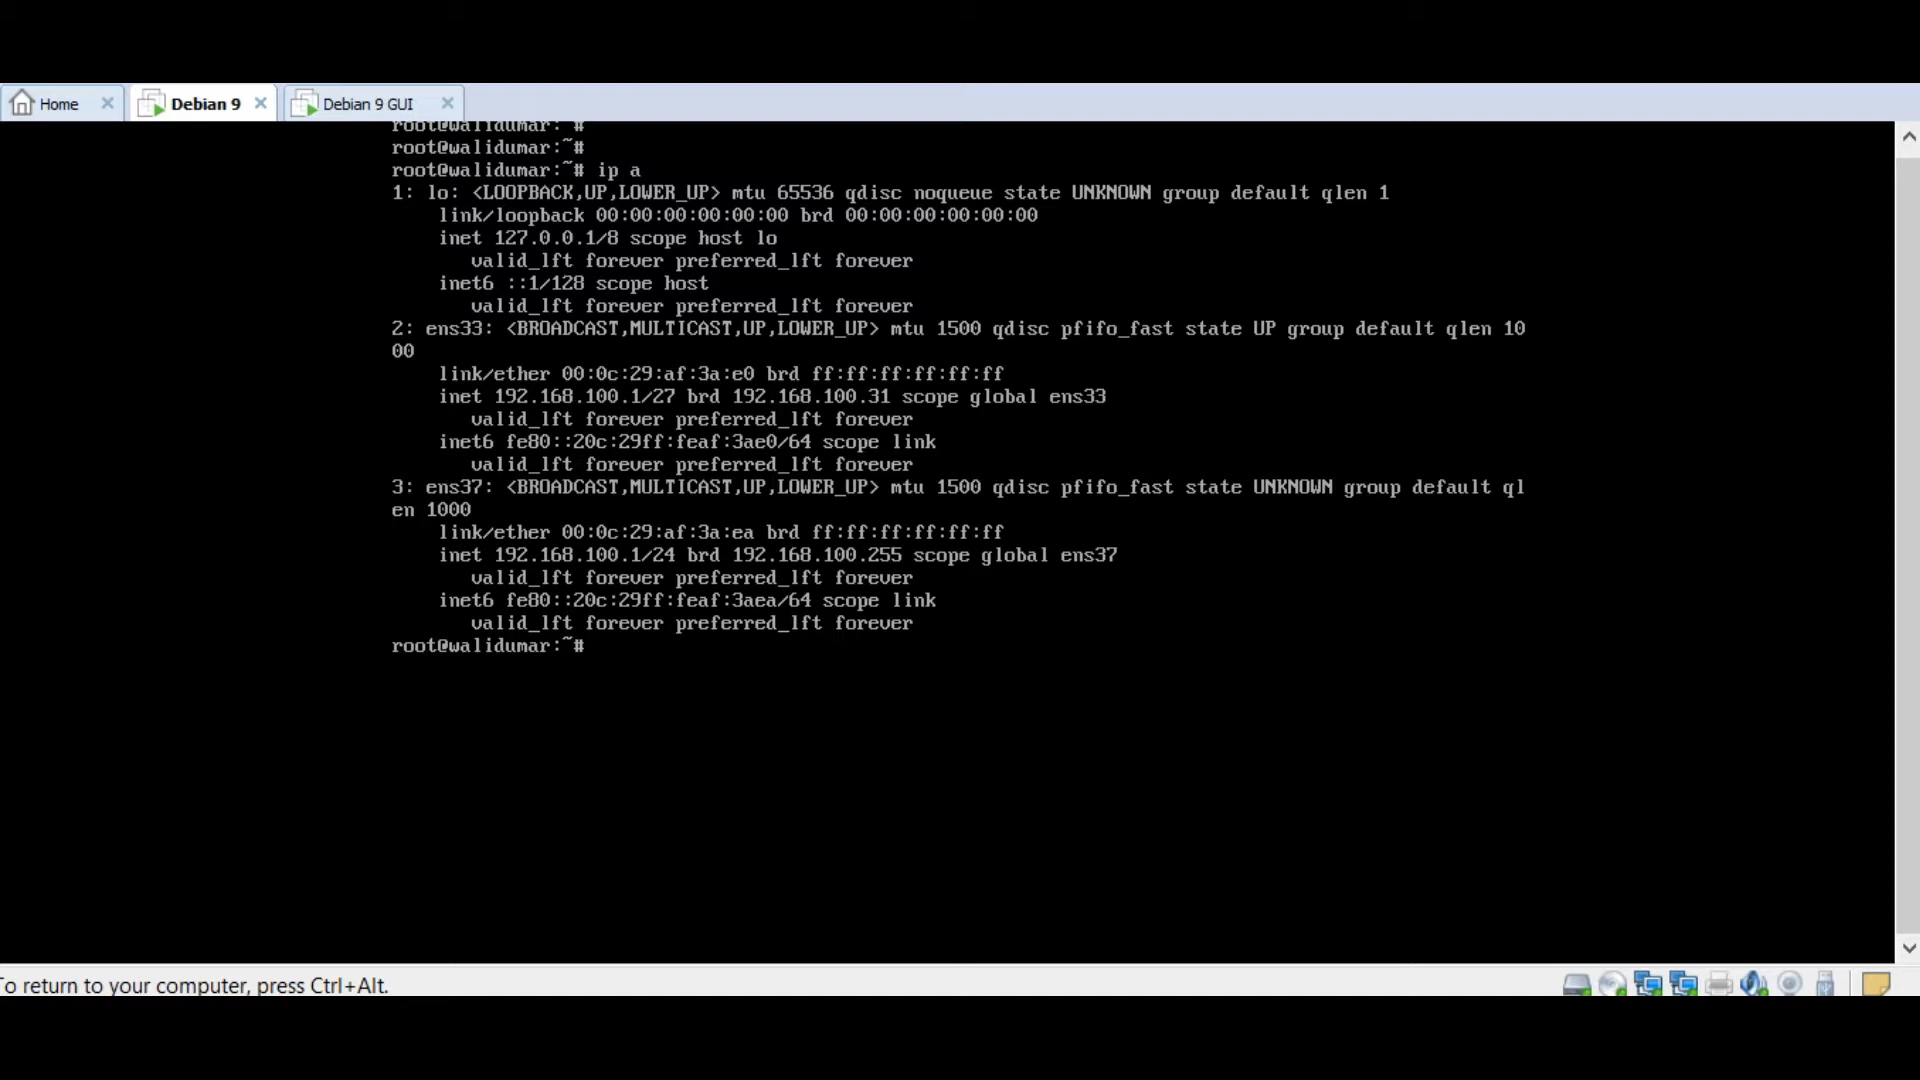 Home
Debian 9
Debian 9 GUI
root@walidumar:~#
root@walidumar:~#
root@walidumar:~# ip a
1: lo: <LOOPBACK,UP,LOWER_UP> mtu 65536 qdisc noqueue state UNKNOWN group default qlen 1
link/loopback 00:00:00:00:00:00 brd 00:00:00:00:00:00
inet 127.0.0.1/8 scope host lo
valid_lft forever preferred_lft forever
inet6 ::1/128 scope host
valid_lft forever preferred_lft forever
2: ens33: <BROADCAST,MULTICAST,UP,LOWER_UP> mtu 1500 qdisc pfifo_fast state UP group default qlen 10
00
link/ether 00:0c:29:af:3a:e0 brd ff:ff:ff:ff:ff:ff
inet 192.168.100.1/27 brd 192.168.100.31 scope global ens33
valid_lft forever preferred_lft forever
inet6 fe80::20c:29ff:feaf:3ae0/64 scope link
valid_lft forever preferred_lft forever
3: ens37: <BROADCAST,MULTICAST,UP,LOWER_UP> mtu 1500 qdisc pfifo_fast state UNKNOWN group default ql
en 1000
link/ether 00:0c:29:af:3a:ea brd ff:ff:ff:ff:ff:ff
inet 192.168.100.1/24 brd 192.168.100.255 scope global ens37
valid_lft forever preferred_lft forever
inet6 fe80::20c:29ff:feaf:3aea/64 scope link
valid_lft forever preferred_lft forever
root@walidumar:~#
To return to your computer, press Ctrl+Alt.